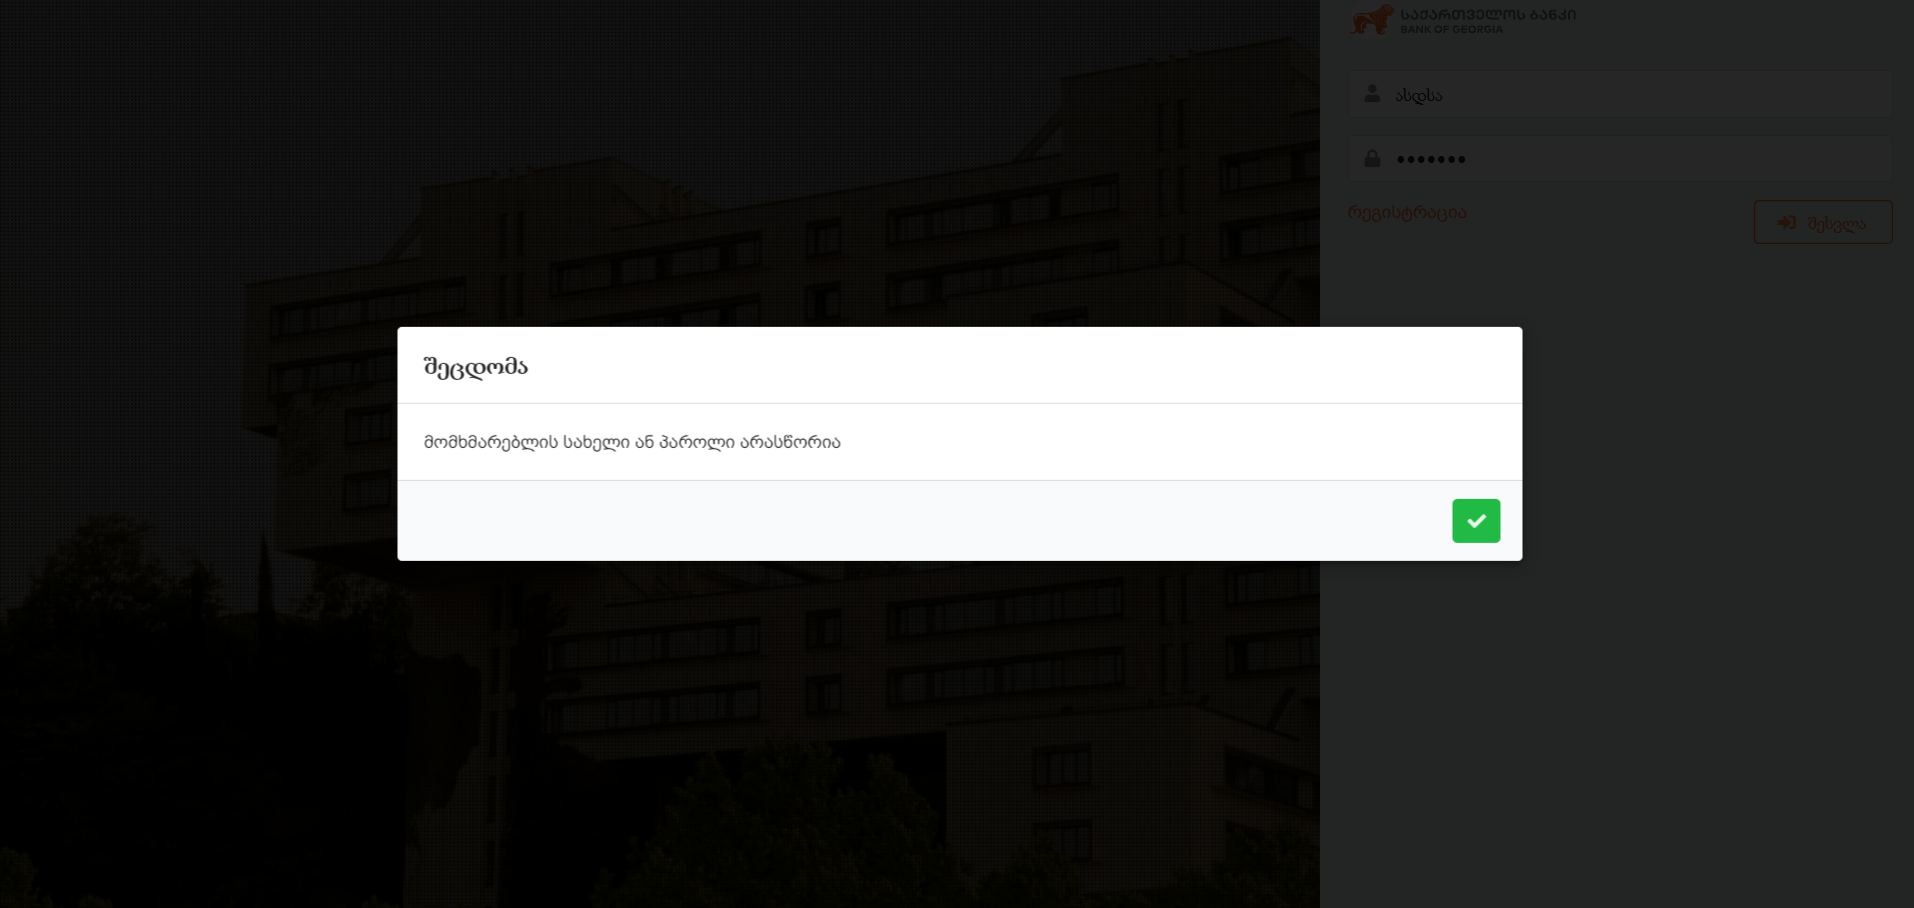 საქართველოს ბანკი
BANK OF GEORGIA
ასდსა
რეგისტრაცია
შესვლა
შეცდომა
მომხმარებლის სახელი ან პაროლი არასწორია